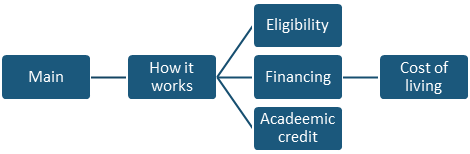 Main
How it
works
Eligibility
Financing
Acadeemic
credit
Cost of
living